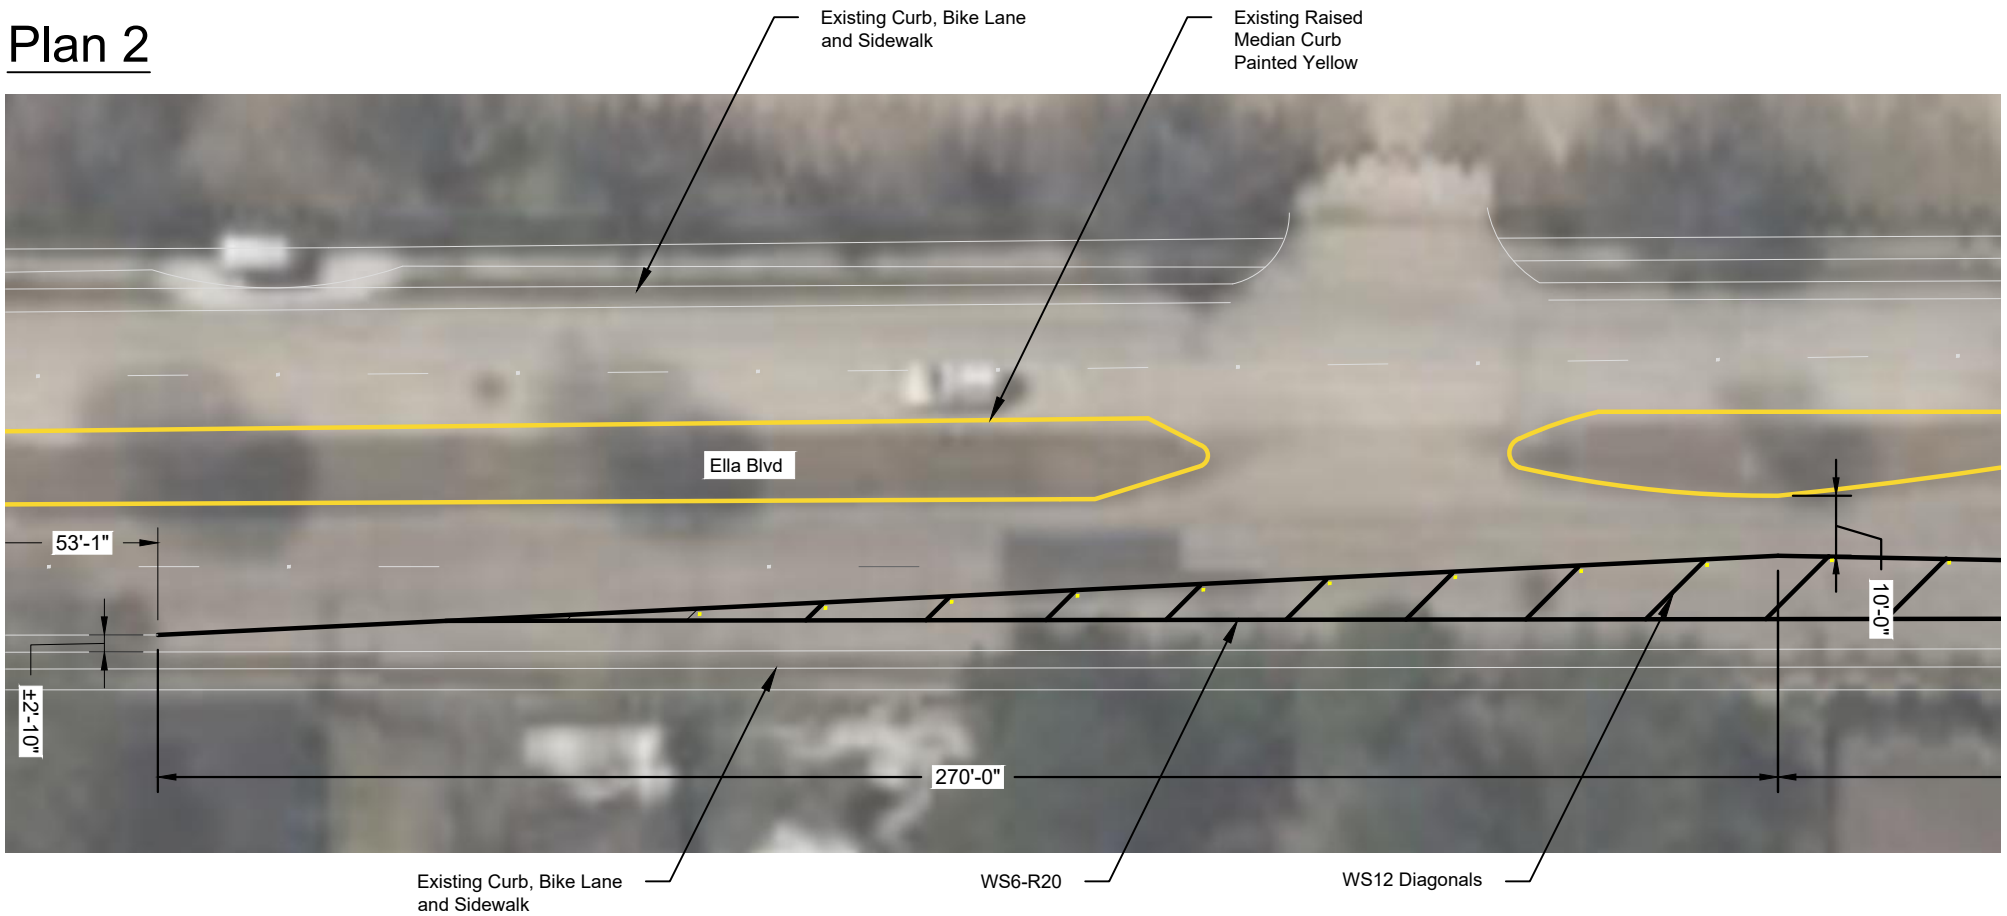 Plan 2
Existing Curb, Bike Lane
and Sidewalk
Existing Raised
Median Curb
Painted Yellow
Ella Blvd
53'-1"
10'-0"
±2'-10"
270'-0"
Existing Curb, Bike Lane
and Sidewalk
WS6-R20
WS12 Diagonals